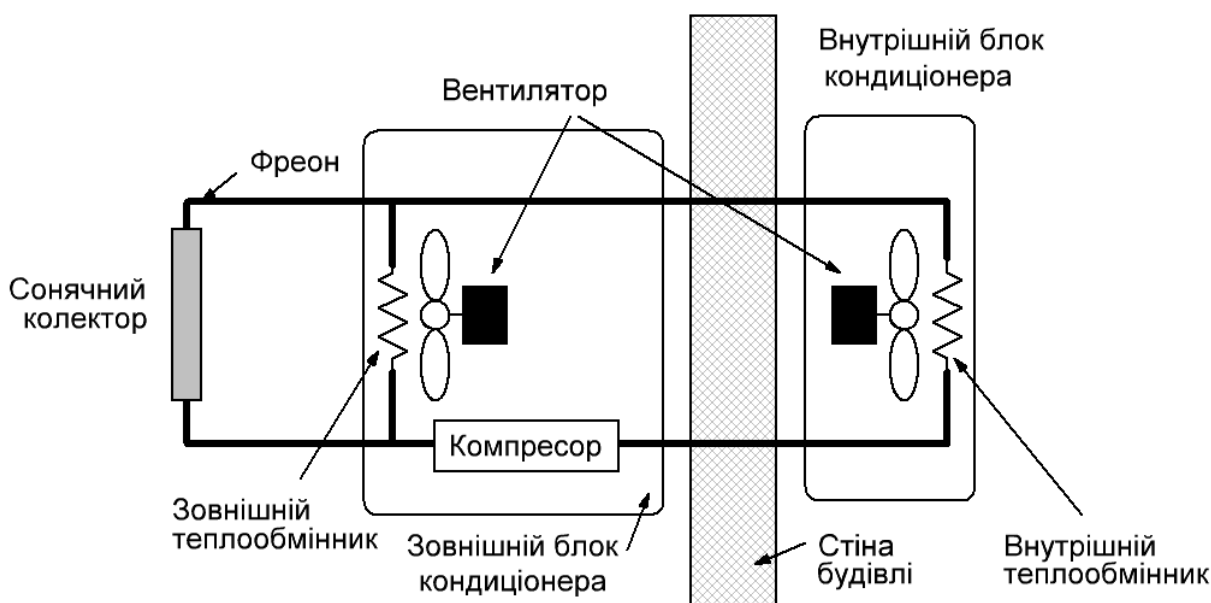 Внутрішній блок
кондиціонера
Вентилятор
Фреон
Сонячний
колектор
Компресор
Зовнішній
теплообмінник
Зовнішній блок
кондиціонера
Стіна
будівлі
Внутрішній
теплообмінник